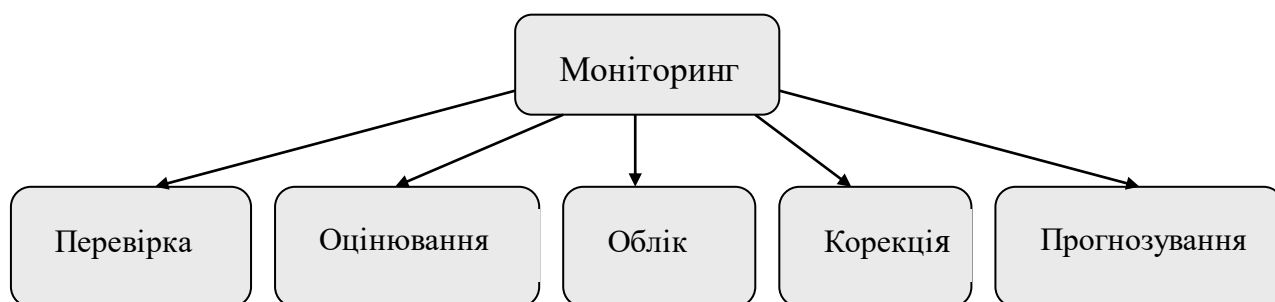 Моніторинг
Перевірка
Оцінювання
Облік
Корекція
Прогнозування